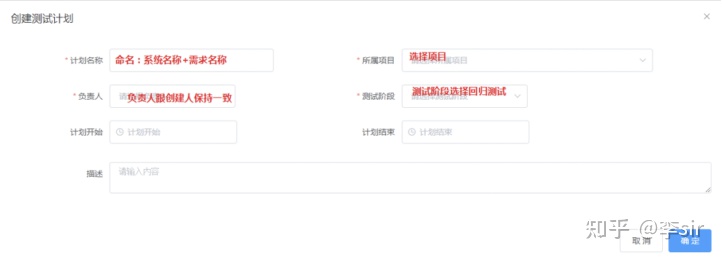 创建测试计划
* 计划名称 命名：系统名称+需求名称
* 所属项目 选择项目
* 负责人 负责人跟创建人保持一致
* 测试阶段 测试阶段选择回归测试
计划开始 计划开始
计划结束 计划结束
描述 请输入内容
知乎 @李sir
取消 确定